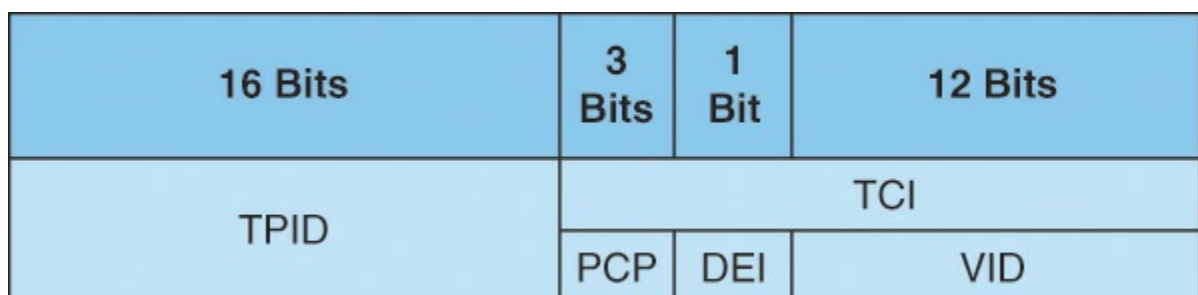 16 Bits
3
Bits
1
Bit
12 Bits
TPID
TCI
PCP
DEI
VID